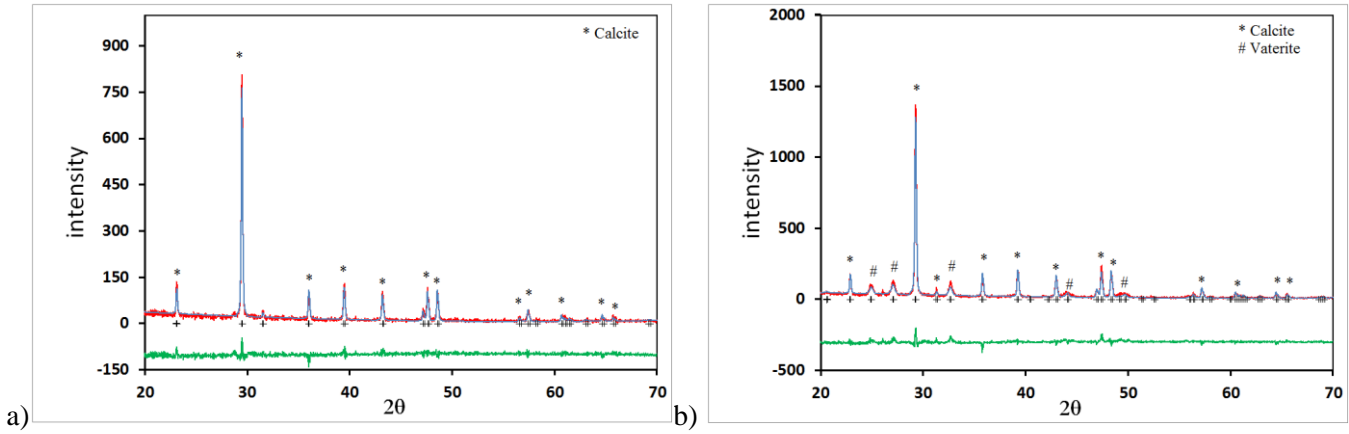 * Calcite
*
900
750
600
450
300
150
0
-150
intensity
* * * * * * * * * * *
20 30 40 50 60 70
2θ
a)
* Calcite
# Vaterite
*
2000
1500
1000
500
0
-500
intensity
* # # * # * * * # * * # * * * *
20 30 40 50 60 70
2θ
b)